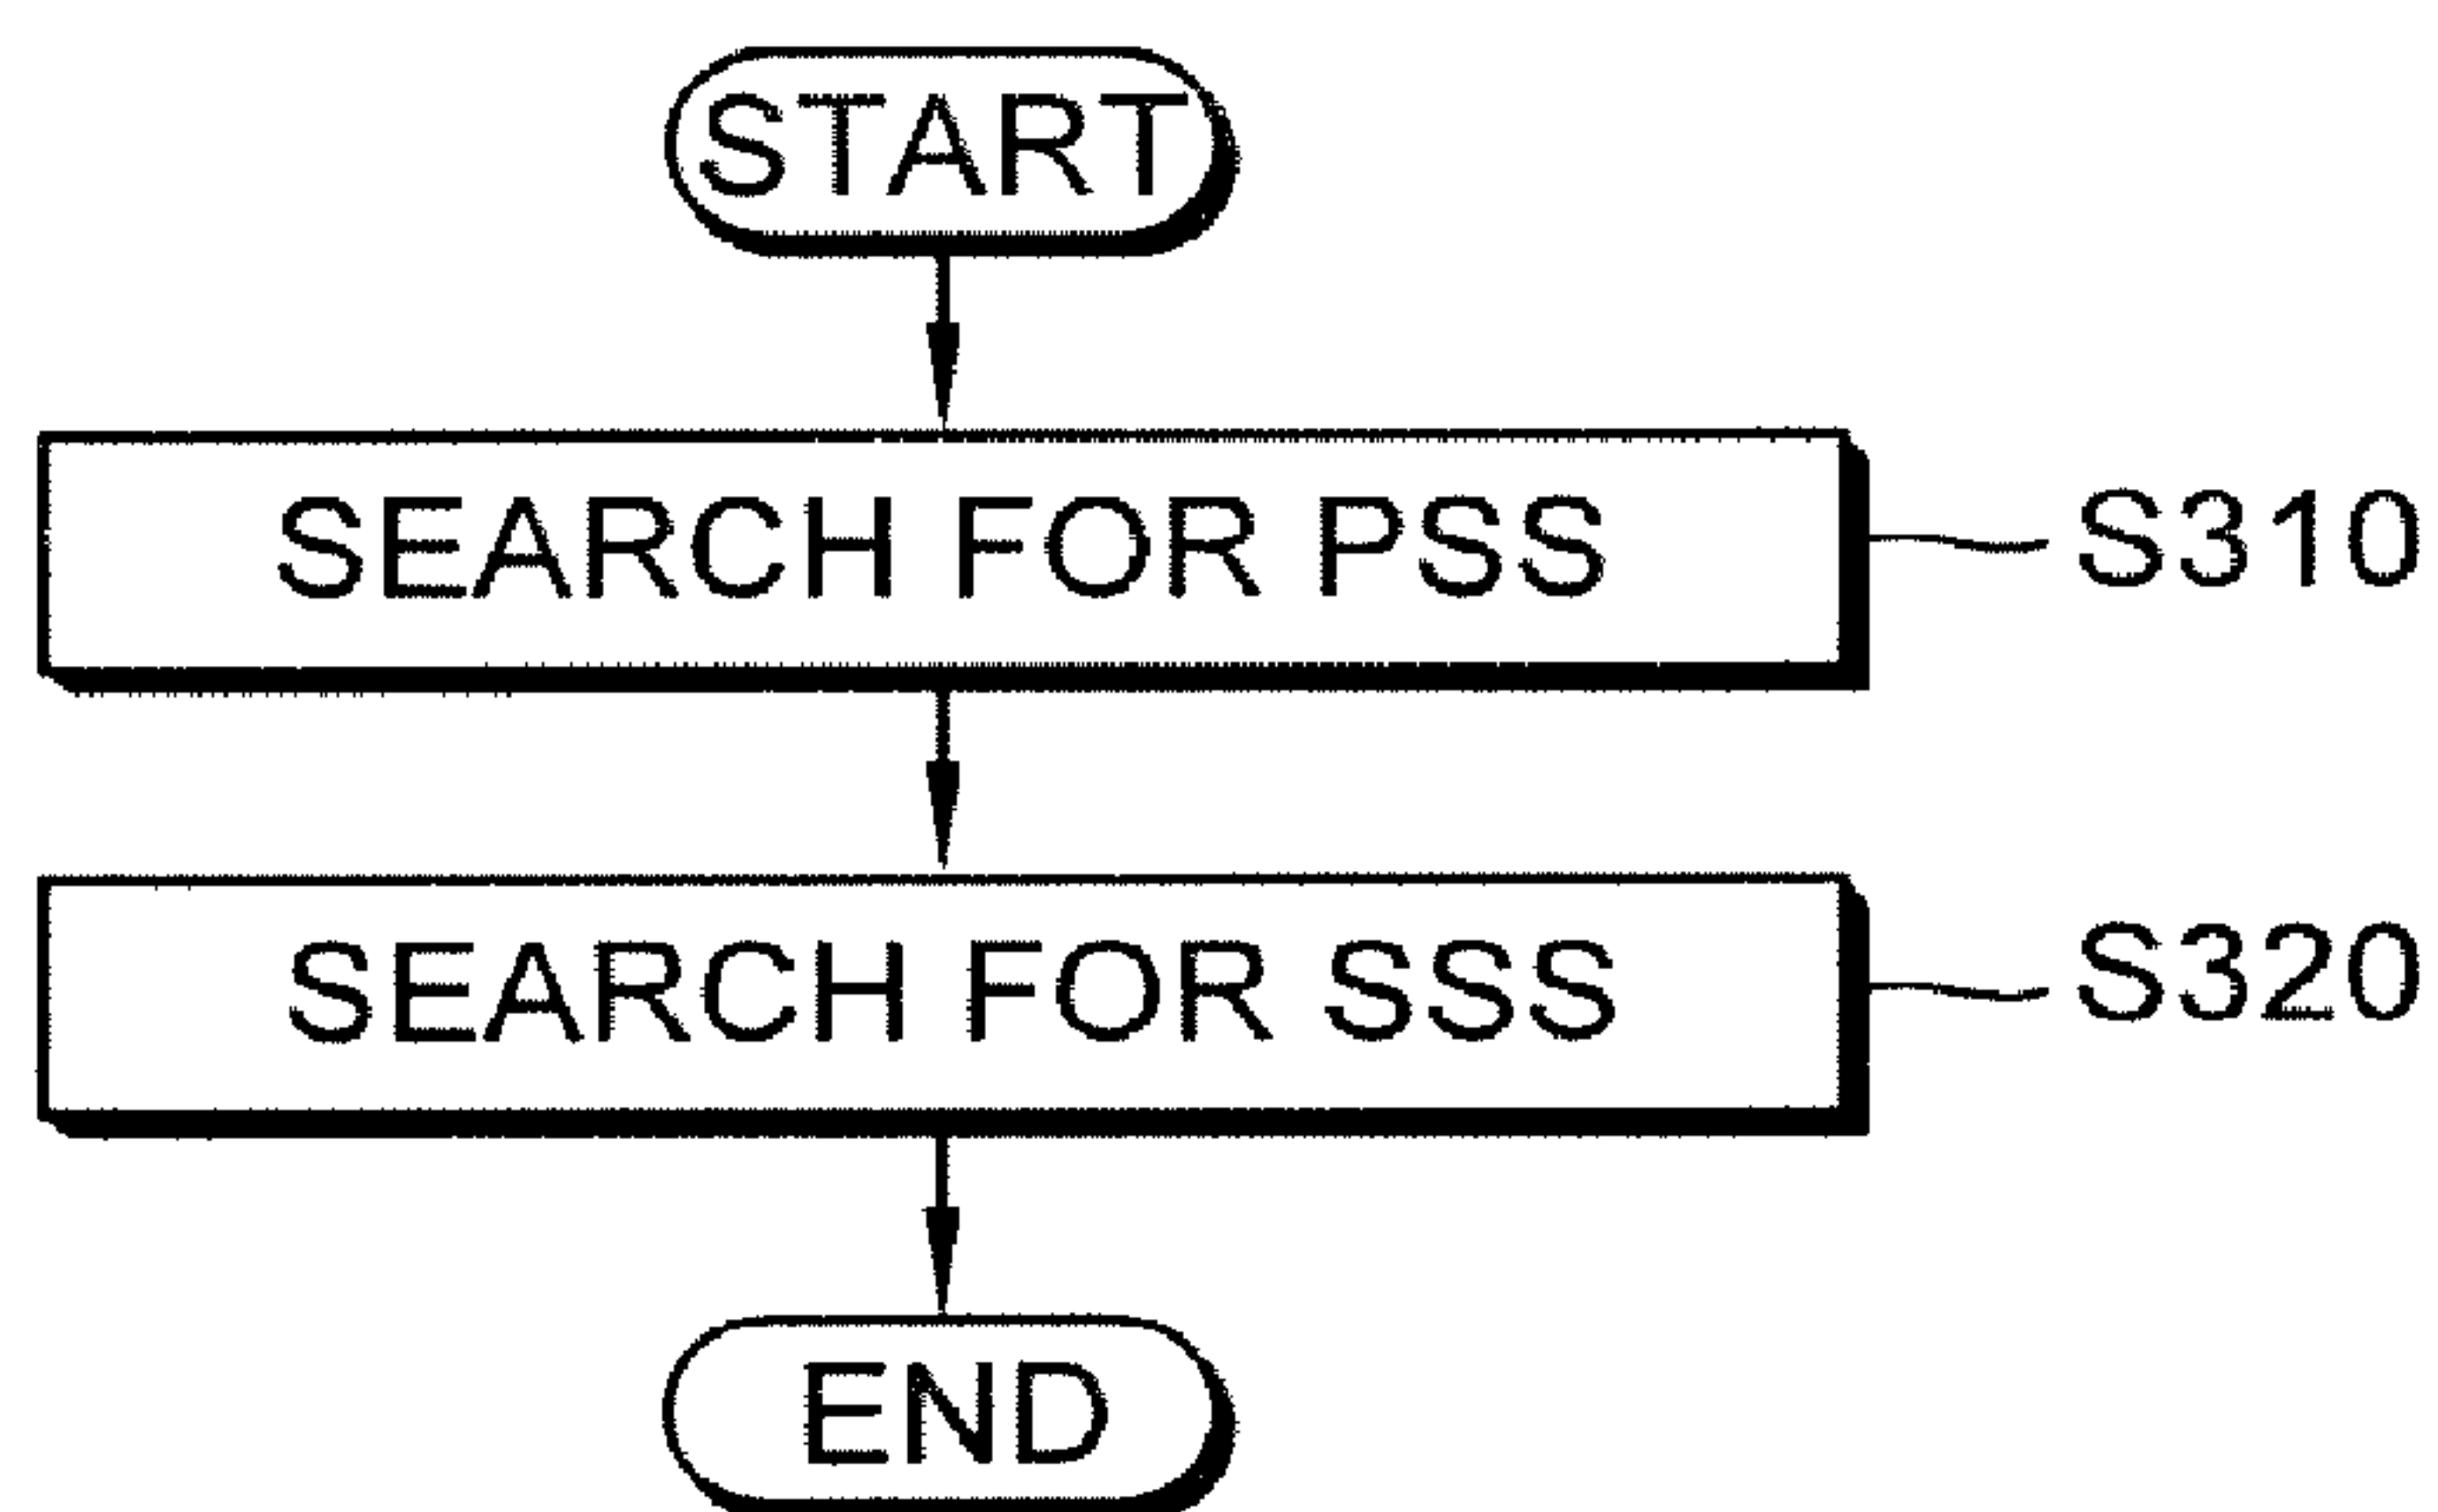 START
SEARCH FOR PSS
S310
SEARCH FOR SSS
S320
END